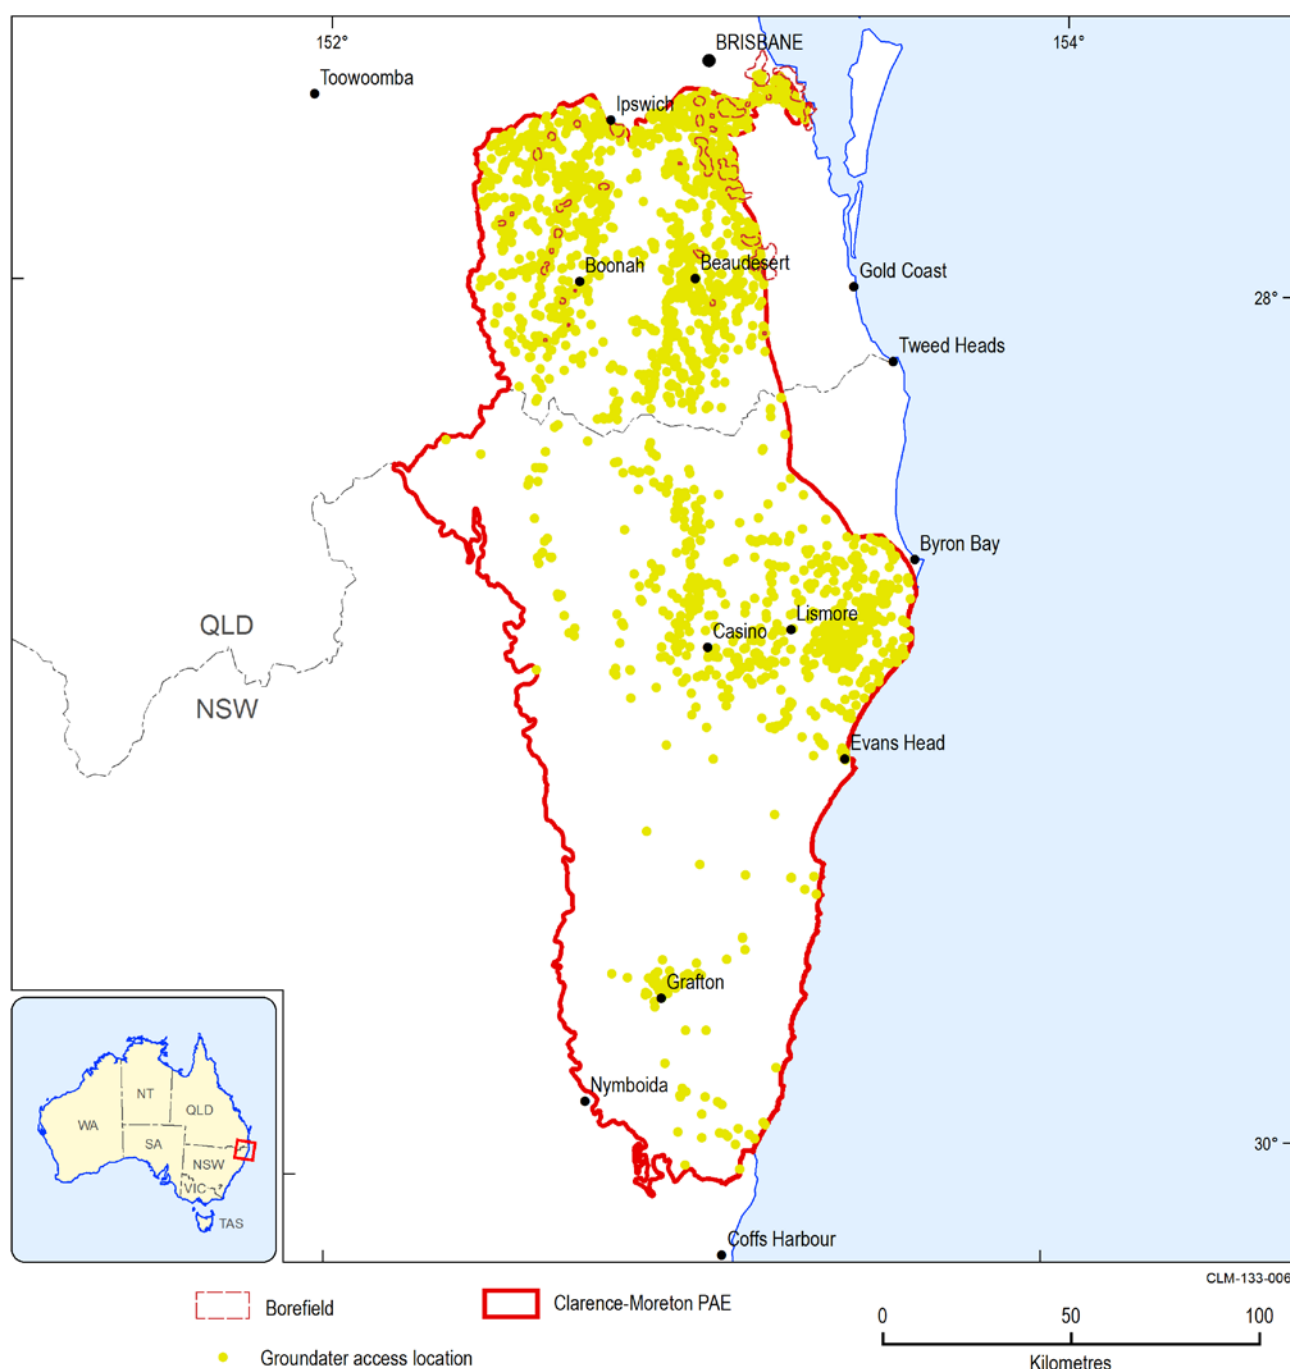 152°
154°
BRISBANE
Toowoomba
Ipswich
Boonah
Beaudesert
Gold Coast
28°
Tweed Heads
Byron Bay
QLD
NSW
Lismore
Casino
Evans Head
Grafton
Nymboida
30°
Coffs Harbour
NT
QLD
WA
SA
NSW
VIC
TAS
CLM-133-006
Borefield
Clarence-Moreton PAE
Groundater access location
0 50 100
Kilometres